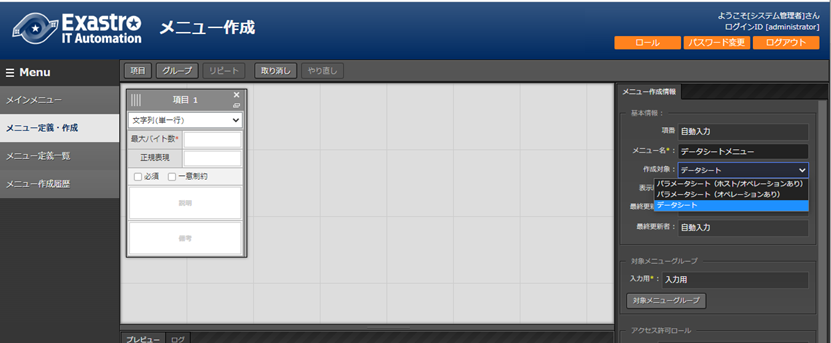 Exastro
IT Automation
メニュー作成
ようこそ[システム管理者]さん
ログインID [administrator]
ロール
パスワード変更
ログアウト
Menu
メインメニュー
メニュー定義・作成
メニュー定義一覧
メニュー作成履歴
項目
グループ
リピート
取り消し
やり直し
項目 1
文字列(単一行)
最大バイト数*
正規表現
必須 一意制約
説明
備考
プレビュー ログ
メニュー作成情報
基本情報:
項番 自動入力
メニュー名*: データシートメニュー
作成対象: データシート
パラメータシート(ホスト/オペレーションあり)
パラメータシート(オペレーションあり)
データシート
表示
最終更新
最終更新者: 自動入力
対象メニューグループ
入力用*: 入力用
対象メニューグループ
アクセス許可ロール